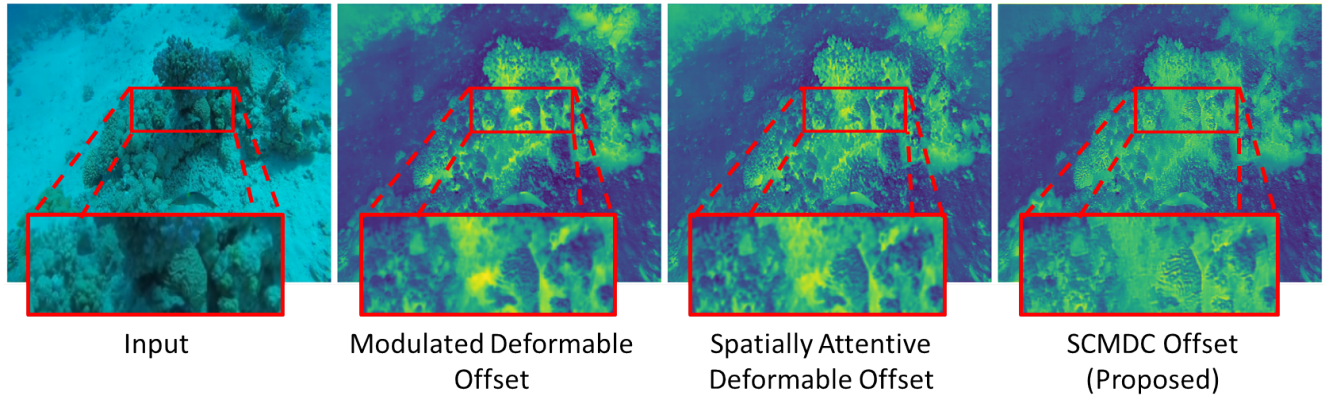 Input
Modulated Deformable
Offset
Spatially Attentive
Deformable Offset
SCMDC Offset
(Proposed)